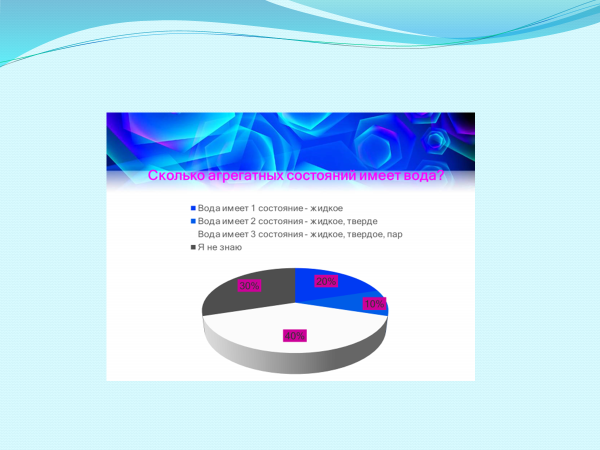 Сколько агрегатных состояний имеет вода?
Вода имеет 1 состояние - жидкое
Вода имеет 2 состояния - жидкое, тверде
Вода имеет 3 состояния - жидкое, твердое, пар
Я не знаю
30%
20%
10%
40%